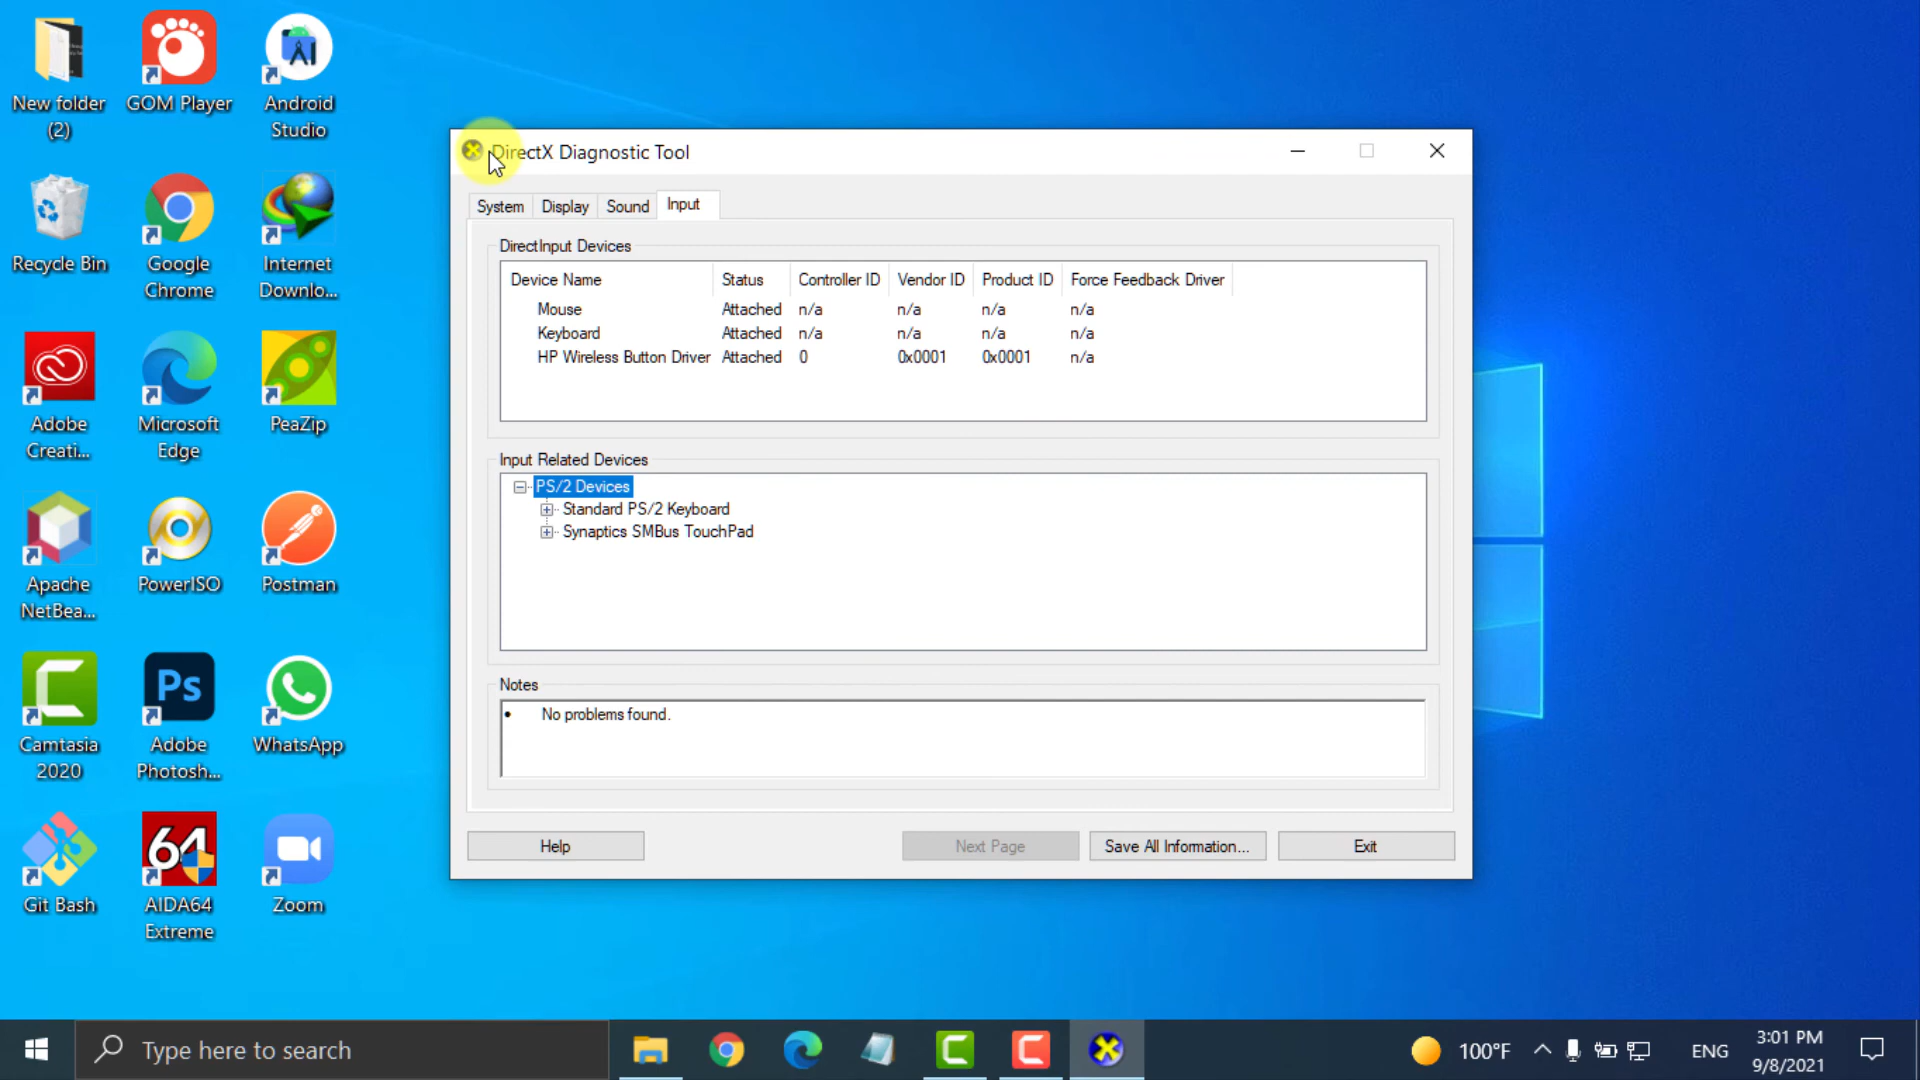 New folder
(2)
GOM Player
Android
Studio
Recycle Bin
Google
Chrome
Internet
Downlo...
Adobe
Creati...
Microsoft
Edge
PeaZip
Apache
NetBea...
PowerISO
Postman
Camtasia
2020
Ps
Adobe
Photosh...
WhatsApp
Git Bash
64
AIDA64
Extreme
Zoom
DirectX Diagnostic Tool
System Display Sound Input
DirectInput Devices
Device Name Status Controller ID Vendor ID Product ID Force Feedback Driver
Mouse Attached n/a n/a n/a n/a
Keyboard Attached n/a n/a n/a n/a
HP Wireless Button Driver Attached 0 0x0001 0x0001 n/a
Input Related Devices
PS/2 Devices
Standard PS/2 Keyboard
Synaptics SMBus TouchPad
Notes
• No problems found.
Help Next Page Save All Information... Exit
Type here to search
100°F
ENG
3:01 PM
9/8/2021